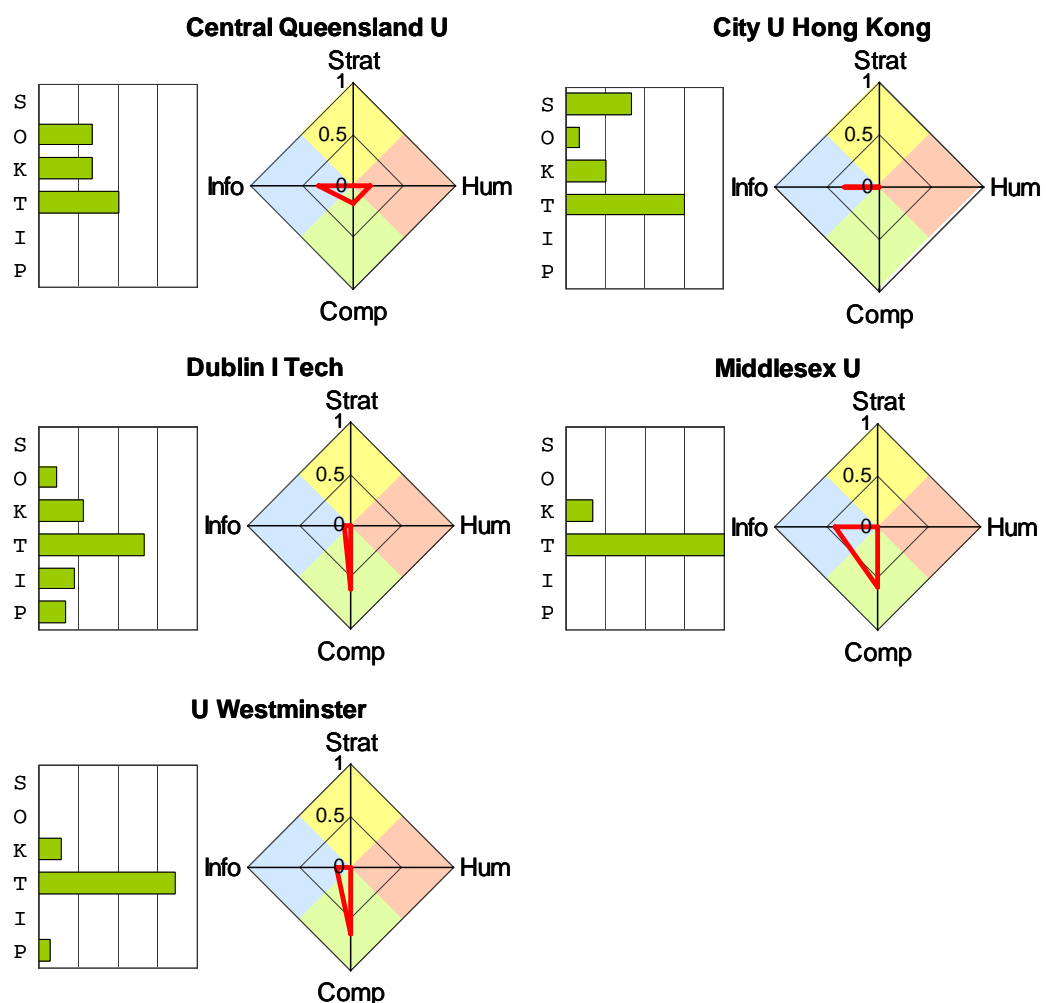 Central Queensland U
S
O
K
T
I
P
Strat
1
0.5
0
Info
Hum
Comp
City U Hong Kong
S
O
K
T
I
P
Strat
1
0.5
0
Info
Hum
Comp
Dublin I Tech
S
O
K
T
I
P
Strat
1
0.5
0
Info
Hum
Comp
Middlesex U
S
O
K
T
I
P
Strat
1
0.5
0
Info
Hum
Comp
U Westminster
S
O
K
T
I
P
Strat
1
0.5
0
Info
Hum
Comp